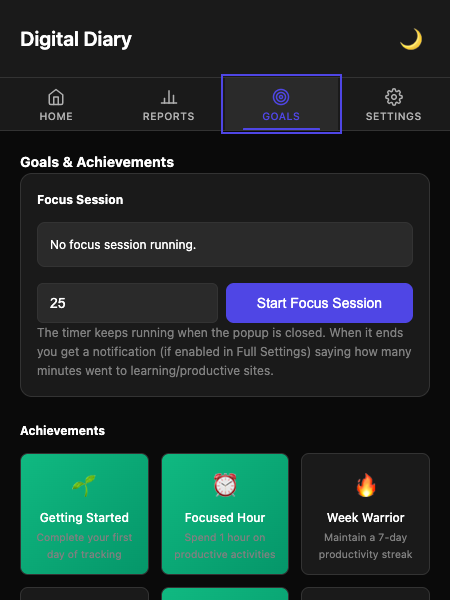 Digital Diary
HOME
REPORTS
GOALS
SETTINGS
Goals & Achievements
Focus Session
No focus session running.
25
Start Focus Session
The timer keeps running when the popup is closed. When it ends
you get a notification (if enabled in Full Settings) saying how many
minutes went to learning/productive sites.
Achievements
Getting Started
Complete your first
day of tracking
Focused Hour
Spend 1 hour on
productive activities
Week Warrior
Maintain a 7-day
productivity streak